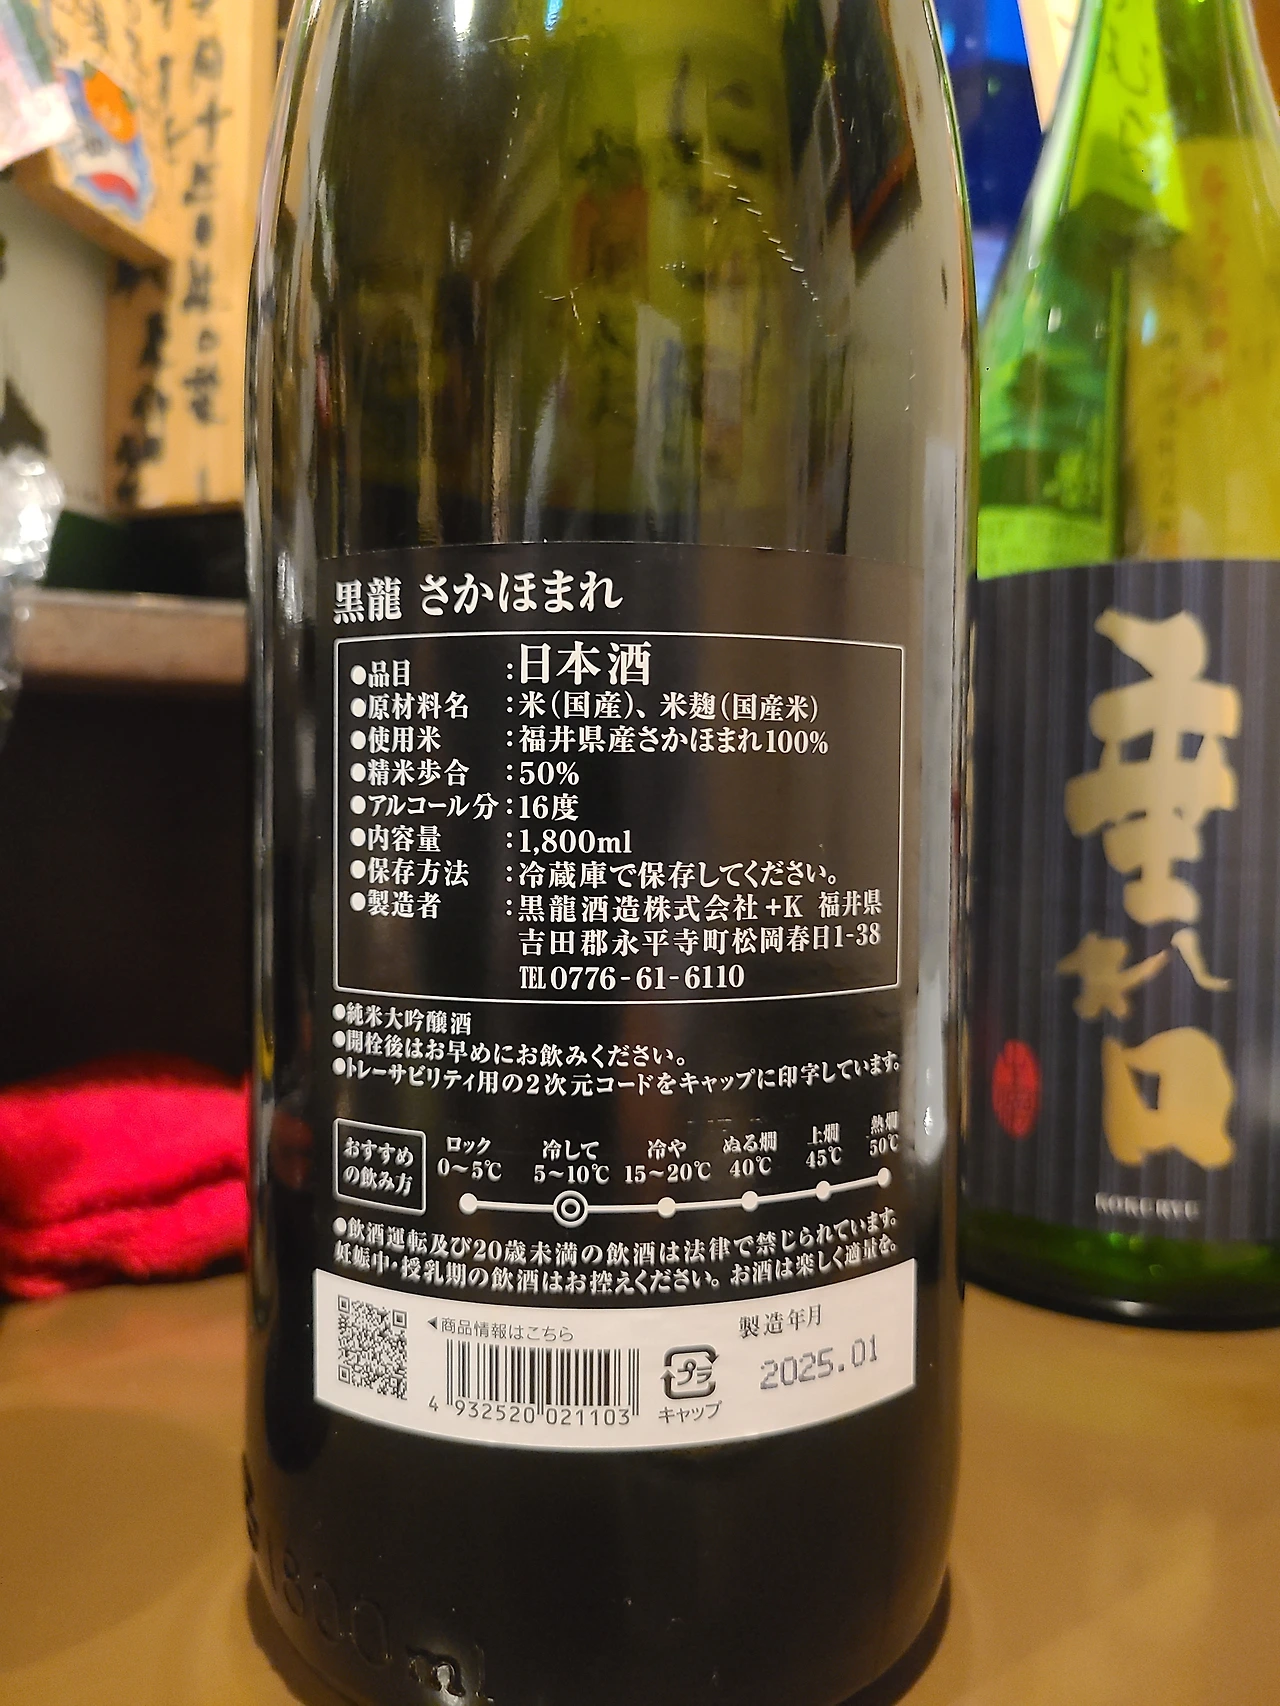 黒龍 さかほまれ
●品目 :日本酒
●原材料名 :米(国産)、米麹(国産米)
●使用米 :福井県産さかほまれ100%
●精米歩合 :50%
●アルコール分:16度
●内容量 :1,800ml
●保存方法 :冷蔵庫で保存してください。
●製造者 :黒龍酒造株式会社+K 福井県
吉田郡永平寺町松岡春日1-38
TEL 0776-61-6110
●純米大吟醸酒
●開栓後はお早めにお飲みください。
●トレーサビリティ用の2次元コードをキャップに印字しています。
おすすめ
の飲み方
ロック 冷して 冷や ぬる燗 上燗 熱燗
0〜5℃ 5〜10℃ 15〜20℃ 40℃ 45℃ 50℃
●飲酒運転及び20歳未満の飲酒は法律で禁じられています。
妊娠中・授乳期の飲酒はお控えください。お酒は楽しく適量を。
◀商品情報はこちら
4 932520 021103
プラ
キャップ
製造年月
2025.01
1800ml
垂れ口
KOKURYU